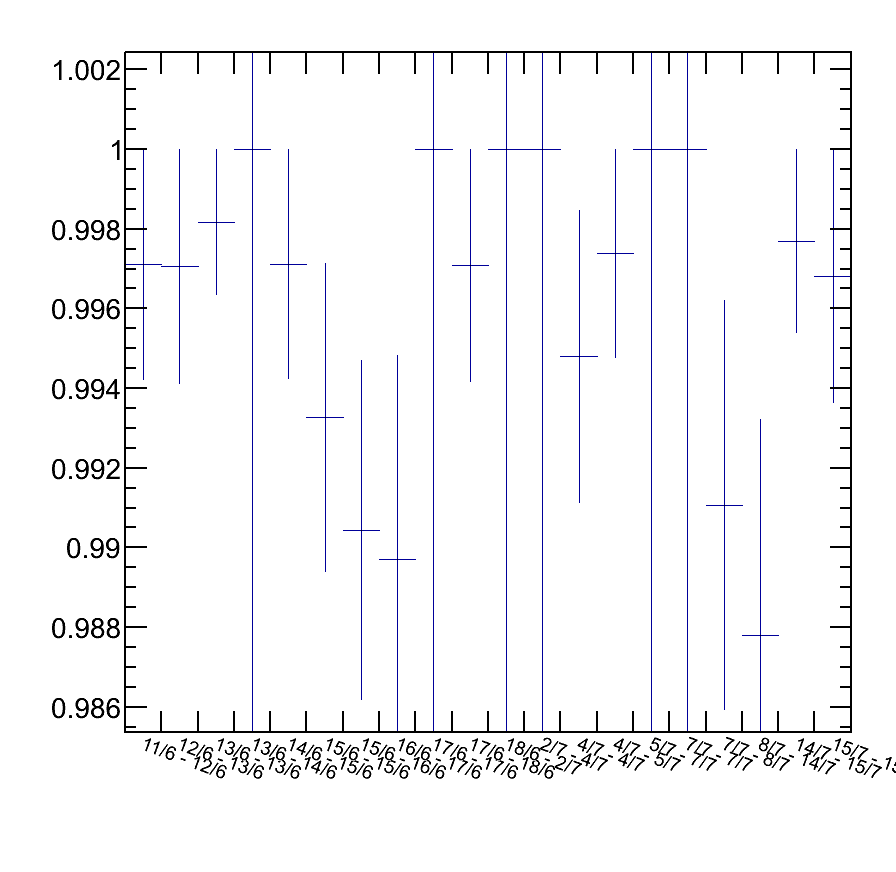 1.002
1
0.998
0.996
0.994
0.992
0.99
0.988
0.986
11/6 - 12/6
12/6 - 13/6
13/6 - 13/6
13/6 - 14/6
14/6 - 15/6
15/6 - 15/6
15/6 - 16/6
16/6 - 17/6
17/6 - 17/6
17/6 - 18/6
18/6 - 2/7
2/7 - 4/7
4/7 - 4/7
4/7 - 5/7
5/7 - 7/7
7/7 - 7/7
7/7 - 8/7
8/7 - 14/7
14/7 - 15/7
15/7 - 15